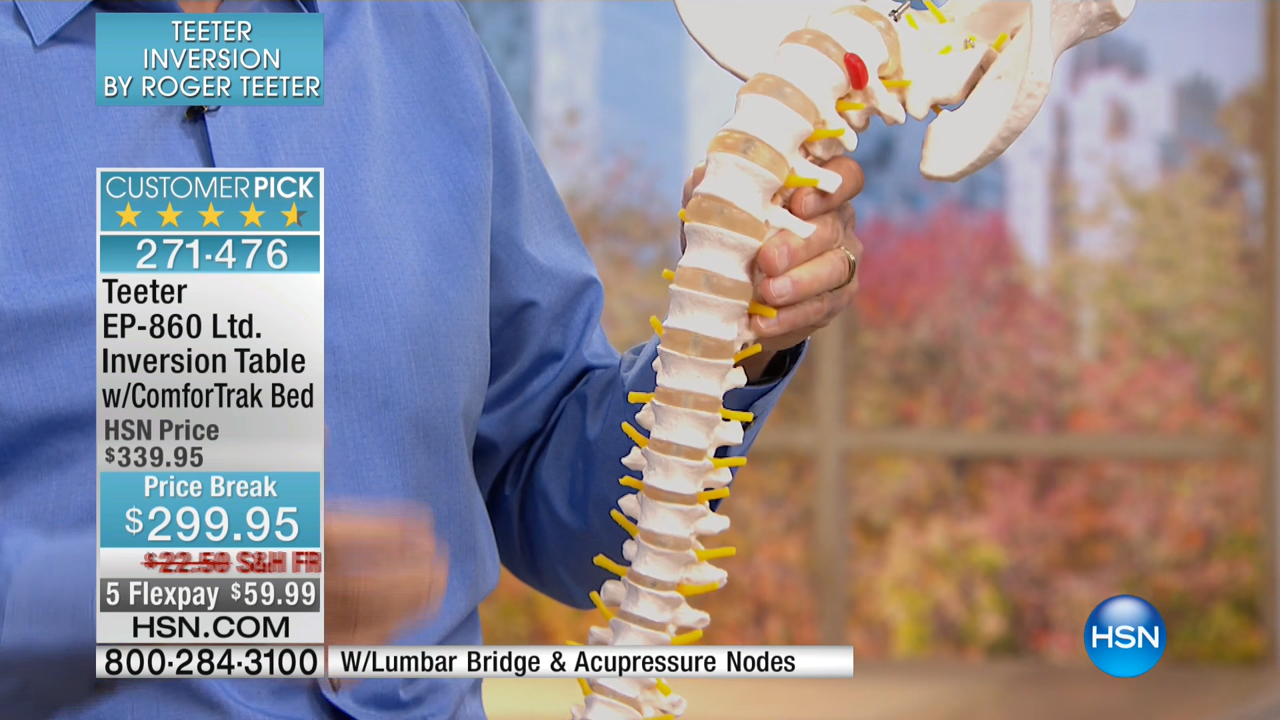 TEETER
INVERSION
BY ROGER TEETER
CUSTOMER PICK
271·476
Teeter
EP-860 Ltd.
Inversion Table
w/ComforTrak Bed
HSN Price
$339.95
Price Break
$299.95
$22.50 S&H FR
5 Flexpay $59.99
HSN.COM
800·284·3100
W/Lumbar Bridge & Acupressure Nodes
HSN